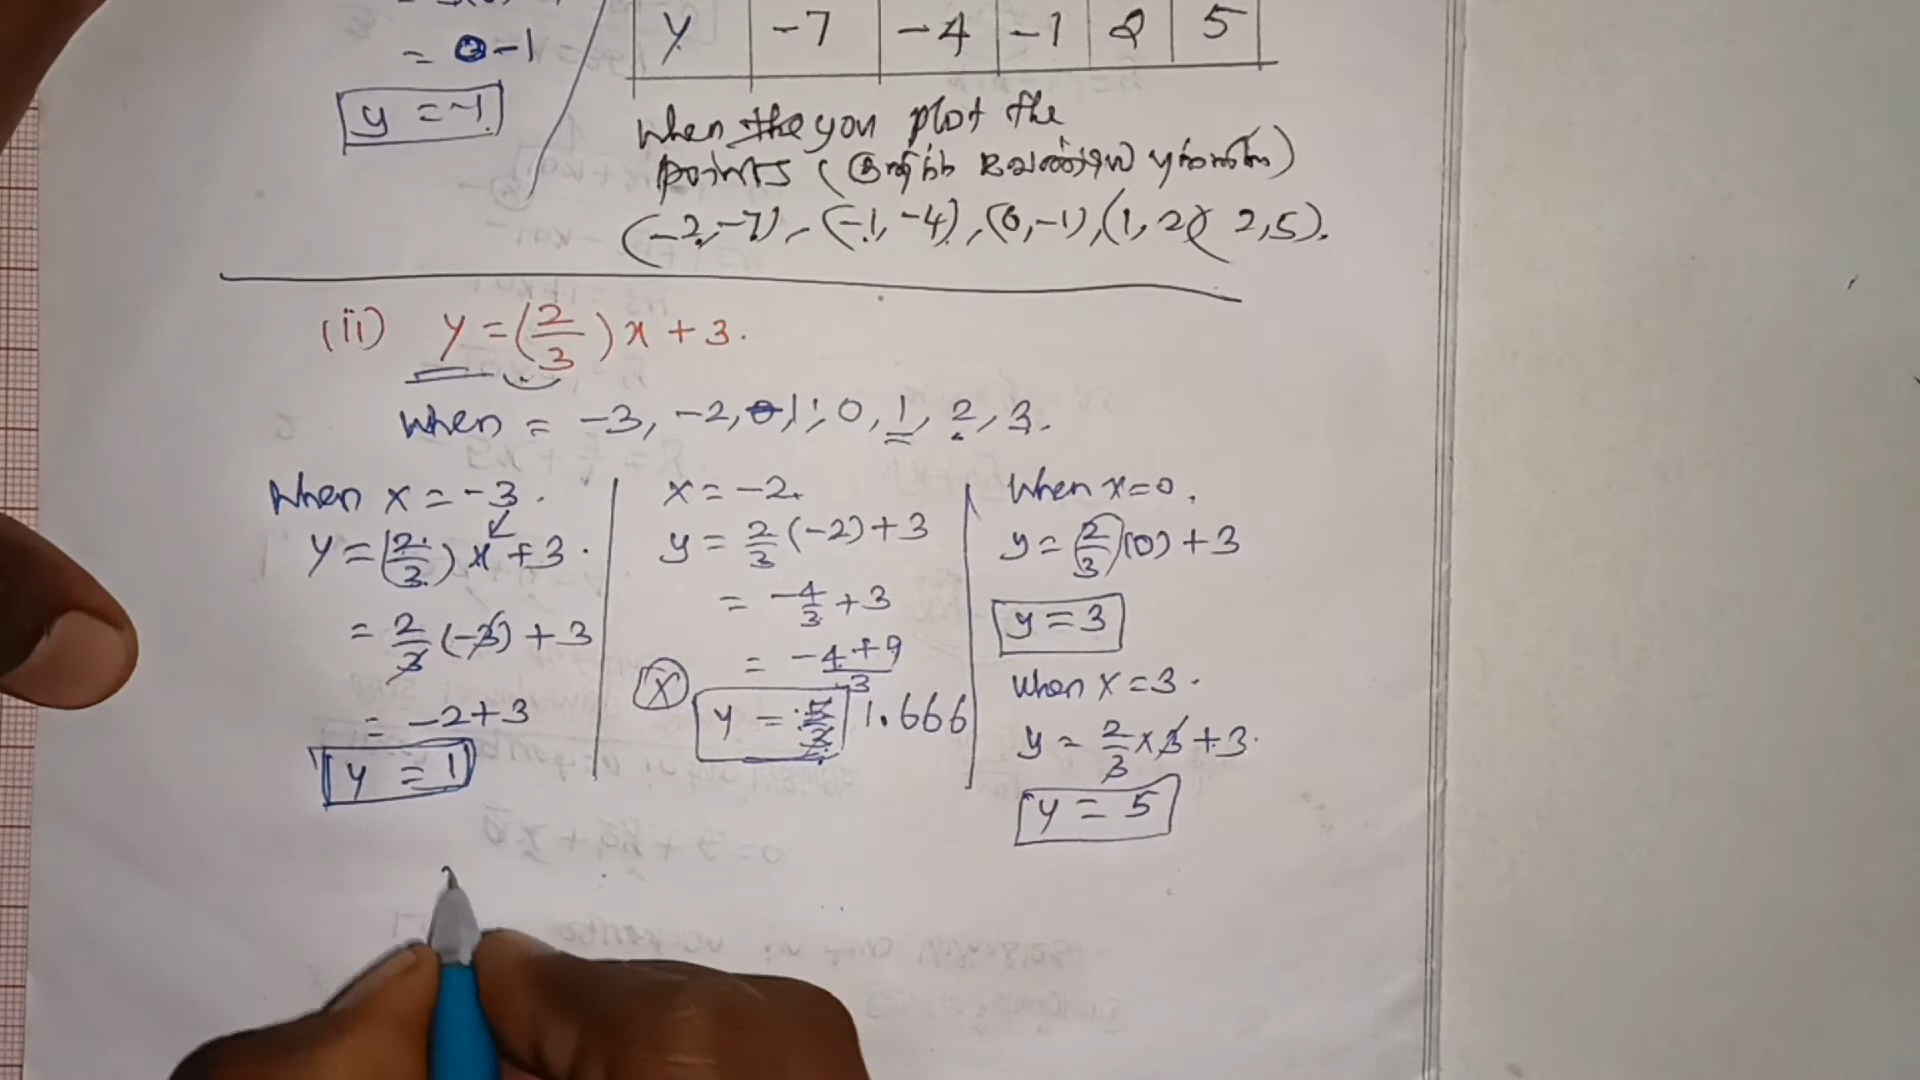 = 0-1
y = -1
y -7 -4 -1 2 5
When the you plot the
points (குறிக்க வேண்டிய புள்ளிகள்)
(-2,-7), (-1,-4), (0,-1), (1,2)( 2,5).
(ii) y = (2/3) x + 3.
When = -3, -2, 1, 0, 1, 2, 3.
When x = -3.
y = (2/3) x + 3.
= 2/3 (-3) + 3
= -2+3
y = 1
x = -2.
y = 2/3 (-2) + 3
= -4/3 + 3
= -4+9/3
x y = 5/3 1.666
When x=0,
y = (2/3)(0) + 3
y = 3
When x = 3.
y = 2/3 x 3 + 3.
y = 5